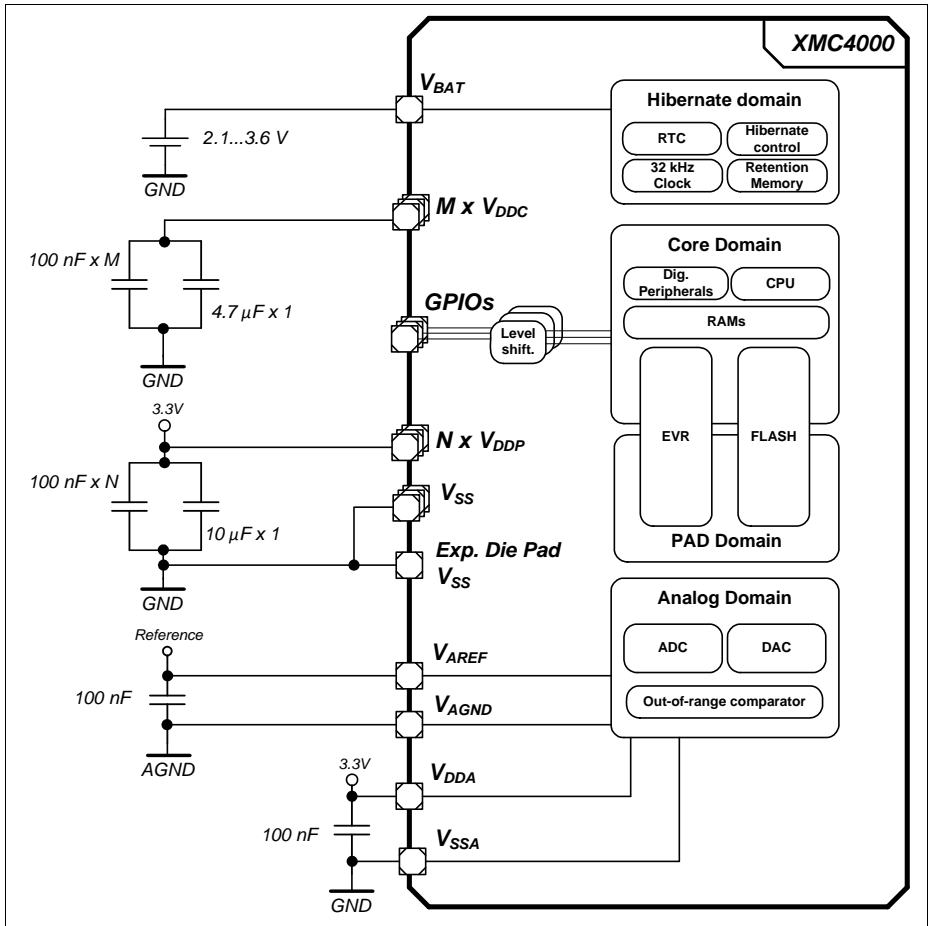 XMC4000
VBAT
Hibernate domain
RTC
Hibernate
control
32 kHz
Clock
Retention
Memory
2.1...3.6 V
GND
M x VDDC
100 nF x M
4.7 µF x 1
GND
Core Domain
Dig.
Peripherals
CPU
RAMs
GPIOs
Level
shift.
EVR
FLASH
PAD Domain
3.3V
N x VDDP
100 nF x N
10 µF x 1
VSS
Exp. Die Pad
VSS
GND
Analog Domain
ADC
DAC
Out-of-range comparator
Reference
VAREF
100 nF
VAGND
AGND
3.3V
VDDA
100 nF
VSSA
GND